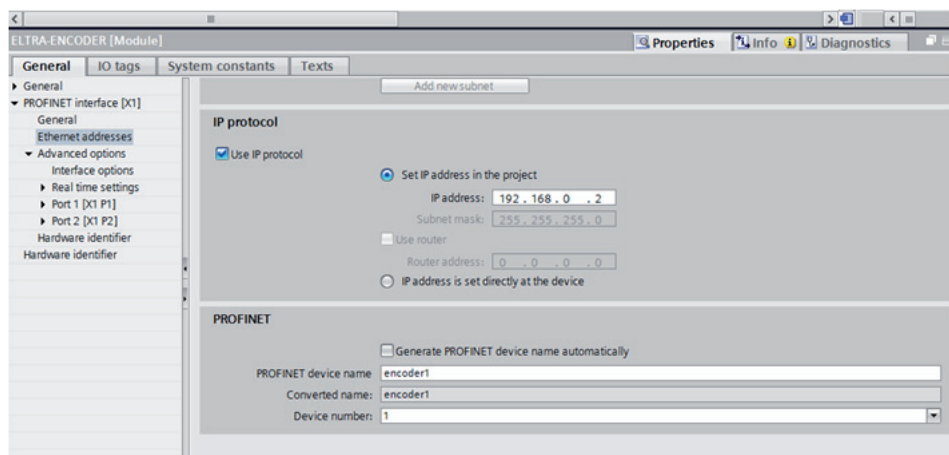 ELTRA-ENCODER [Module]
Properties Info Diagnostics
General IO tags System constants Texts
General
PROFINET interface [X1]
General
Ethernet addresses
Advanced options
Interface options
Real time settings
Port 1 [X1 P1]
Port 2 [X1 P2]
Hardware identifier
Hardware identifier
Add new subnet
IP protocol
Use IP protocol
Set IP address in the project
IP address: 192 . 168 . 0 . 2
Subnet mask: 255 . 255 . 255 . 0
Use router
Router address: 0 . 0 . 0 . 0
IP address is set directly at the device
PROFINET
Generate PROFINET device name automatically
PROFINET device name encoder1
Converted name: encoder1
Device number: 1